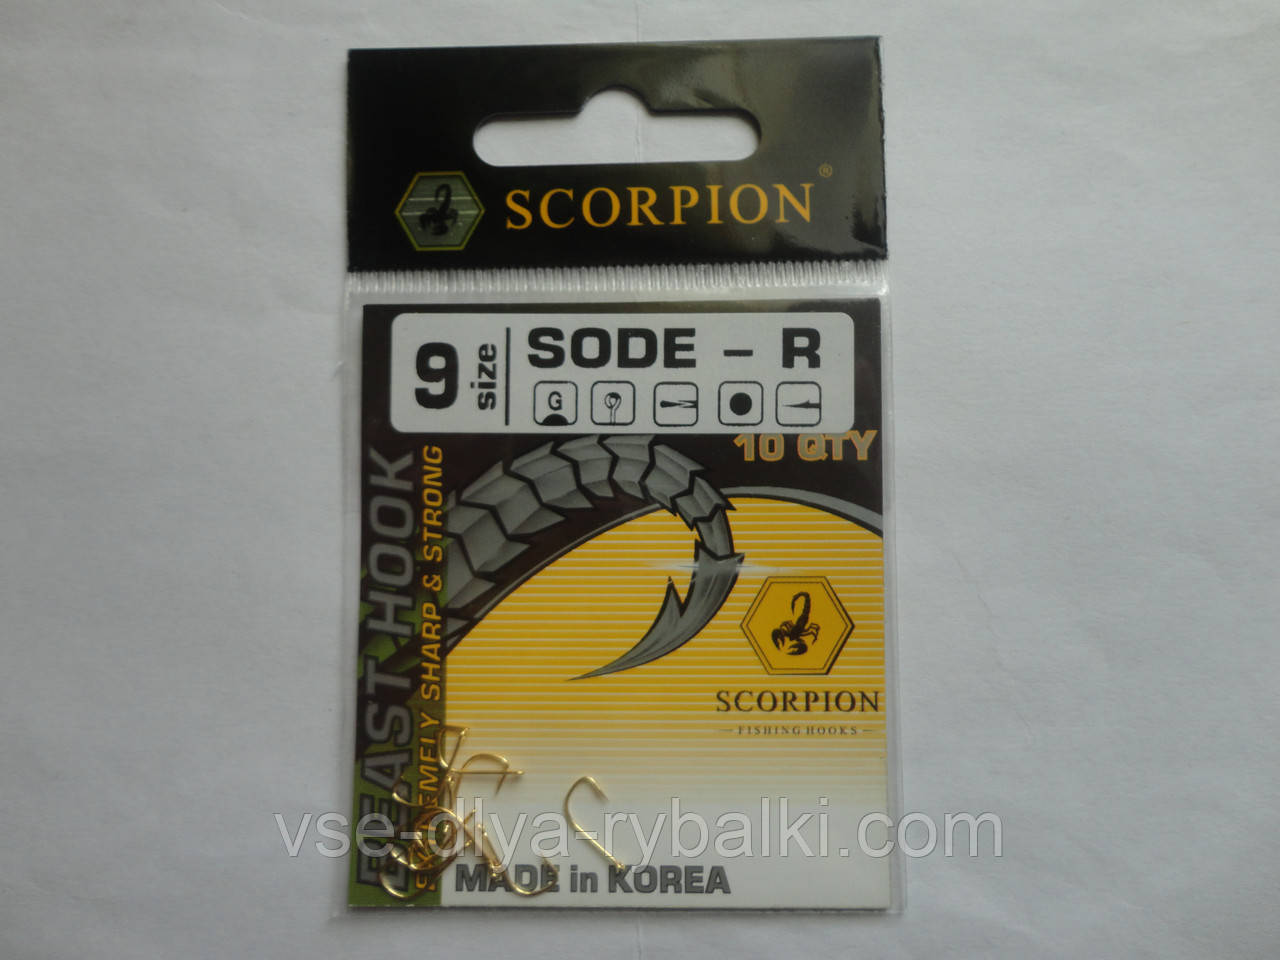 SCORPION ®
9 size
SODE - R
G
10 QTY
BEAST HOOK
EXTREMELY SHARP & STRONG
SCORPION
FISHING HOOKS
vse-dlya-rybalki.com
MADE in KOREA